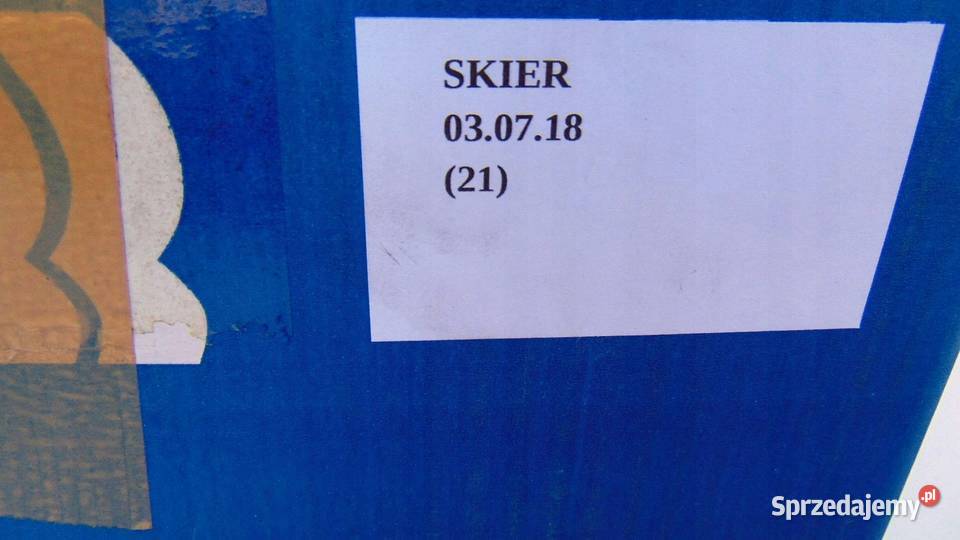 SKIER
03.07.18
(21)
Sprzedajemy.pl